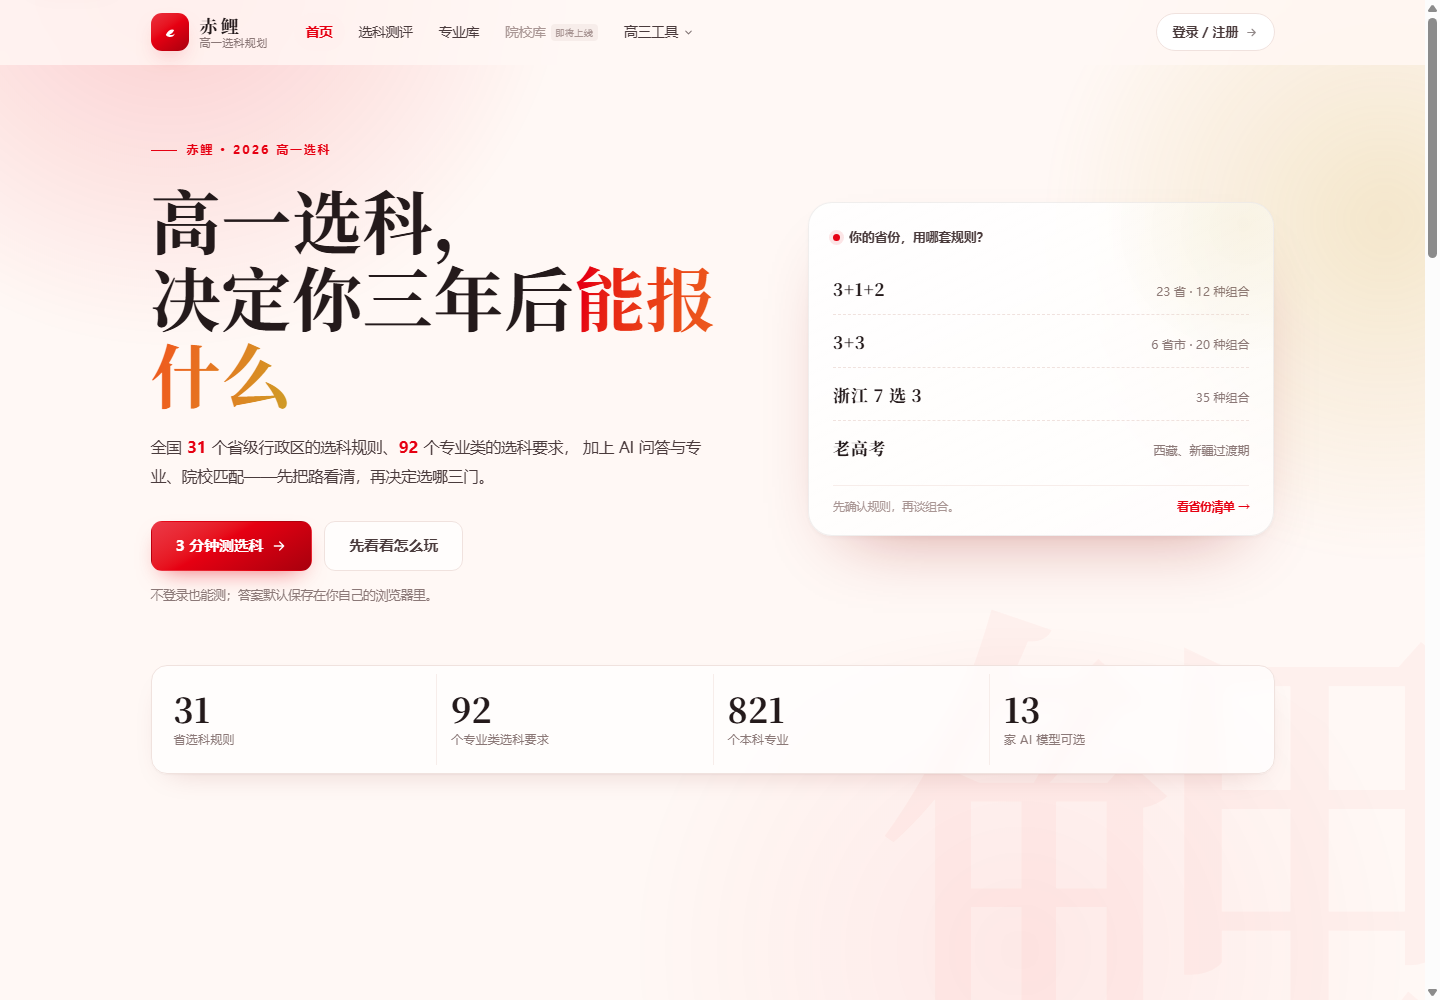 赤鲤
高一选科规划
首页
选科测评
专业库
院校库 即将上线
高三工具
登录 / 注册 →
赤鲤 • 2026 高一选科
高一选科，
决定你三年后能报
什么
全国 31 个省级行政区的选科规则、92 个专业类的选科要求， 加上 AI 问答与专
业、院校匹配——先把路看清，再决定选哪三门。
3 分钟测选科 →
先看看怎么玩
不登录也能测；答案默认保存在你自己的浏览器里。
你的省份，用哪套规则？
3+1+2 23 省 · 12 种组合
3+3 6 省市 · 20 种组合
浙江 7 选 3 35 种组合
老高考 西藏、新疆过渡期
先确认规则，再谈组合。 看省份清单 →
31
省选科规则
92
个专业类选科要求
821
个本科专业
13
家 AI 模型可选
鲤